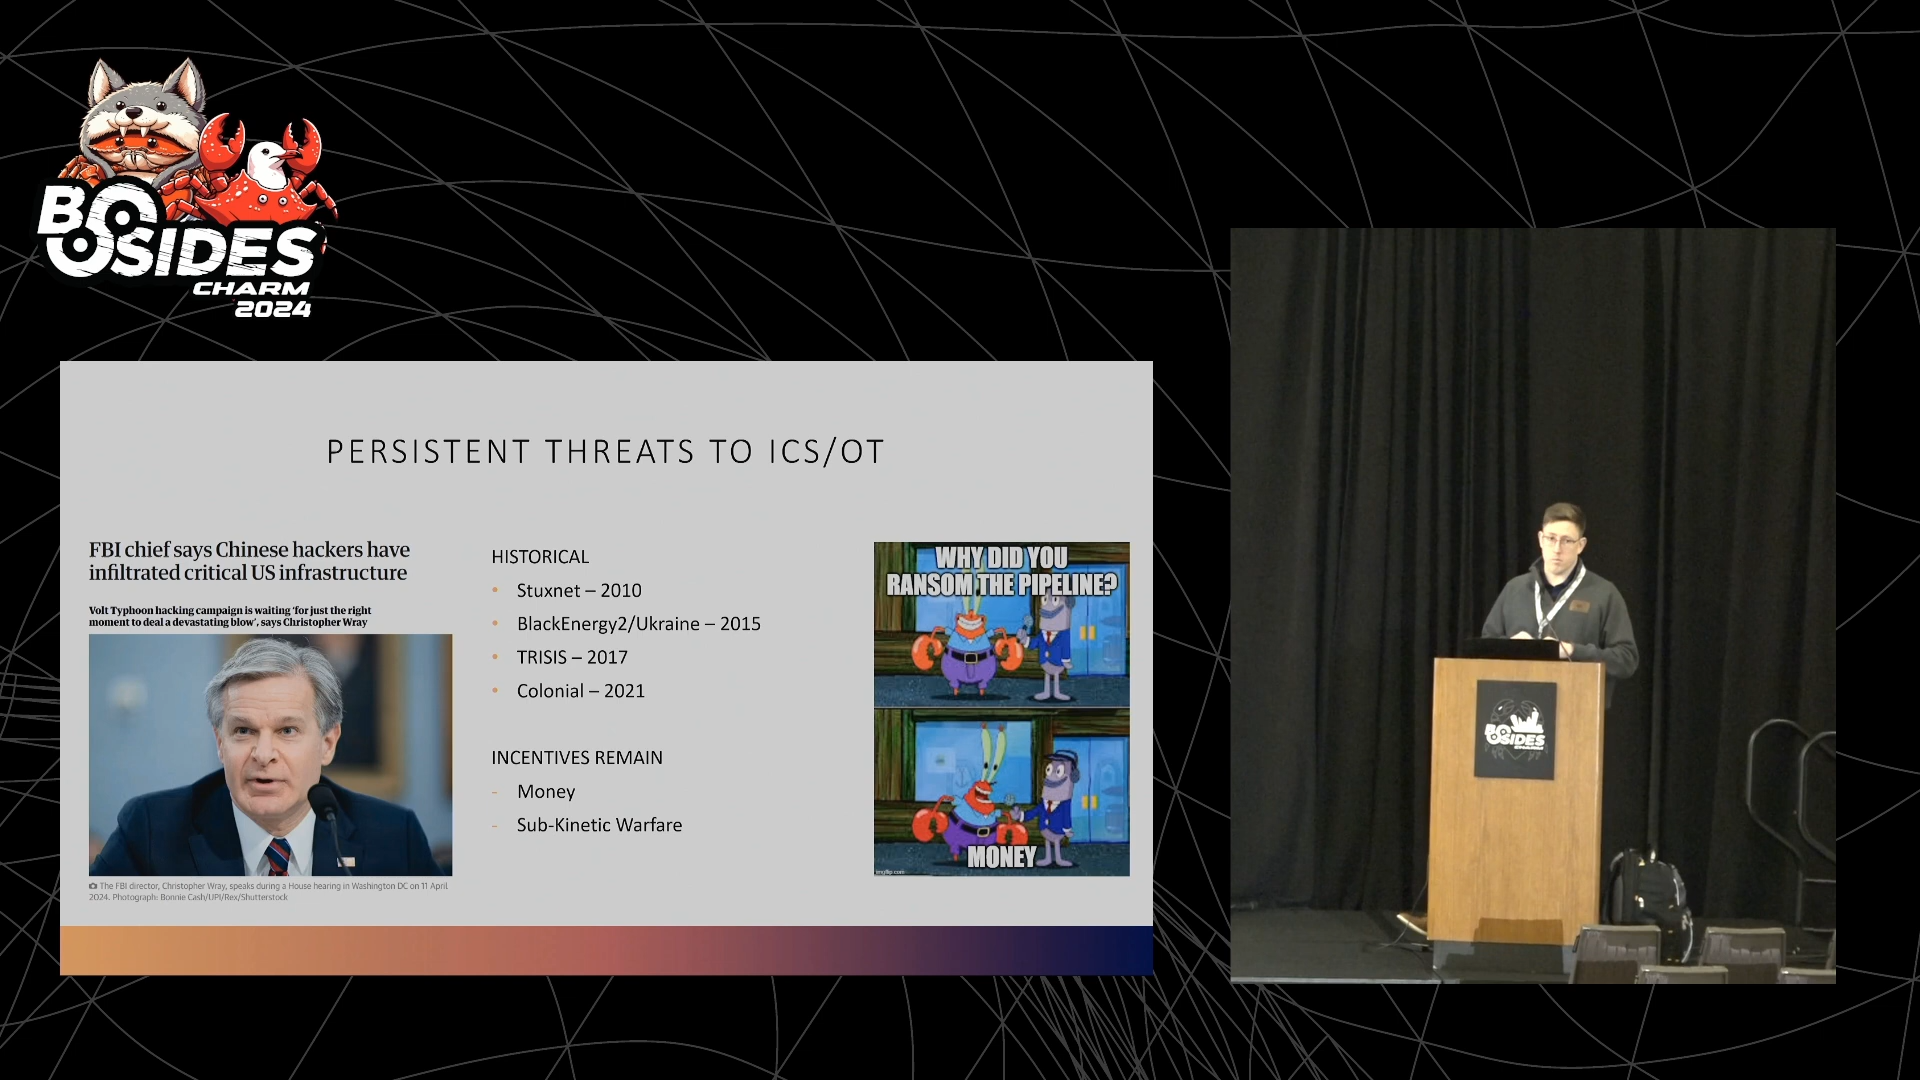 BSIDES
CHARM
2024
PERSISTENT THREATS TO ICS/OT
FBI chief says Chinese hackers have
infiltrated critical US infrastructure
Volt Typhoon hacking campaign is waiting ‘for just the right
moment to deal a devastating blow’, says Christopher Wray
The FBI director, Christopher Wray, speaks during a House hearing in Washington DC on 11 April
2024. Photograph: Bonnie Cash/UPI/Rex/Shutterstock
HISTORICAL
• Stuxnet – 2010
• BlackEnergy2/Ukraine – 2015
• TRISIS – 2017
• Colonial – 2021
INCENTIVES REMAIN
- Money
- Sub-Kinetic Warfare
WHY DID YOU
RANSOM THE PIPELINE?
MONEY
imgflip.com
BSIDES